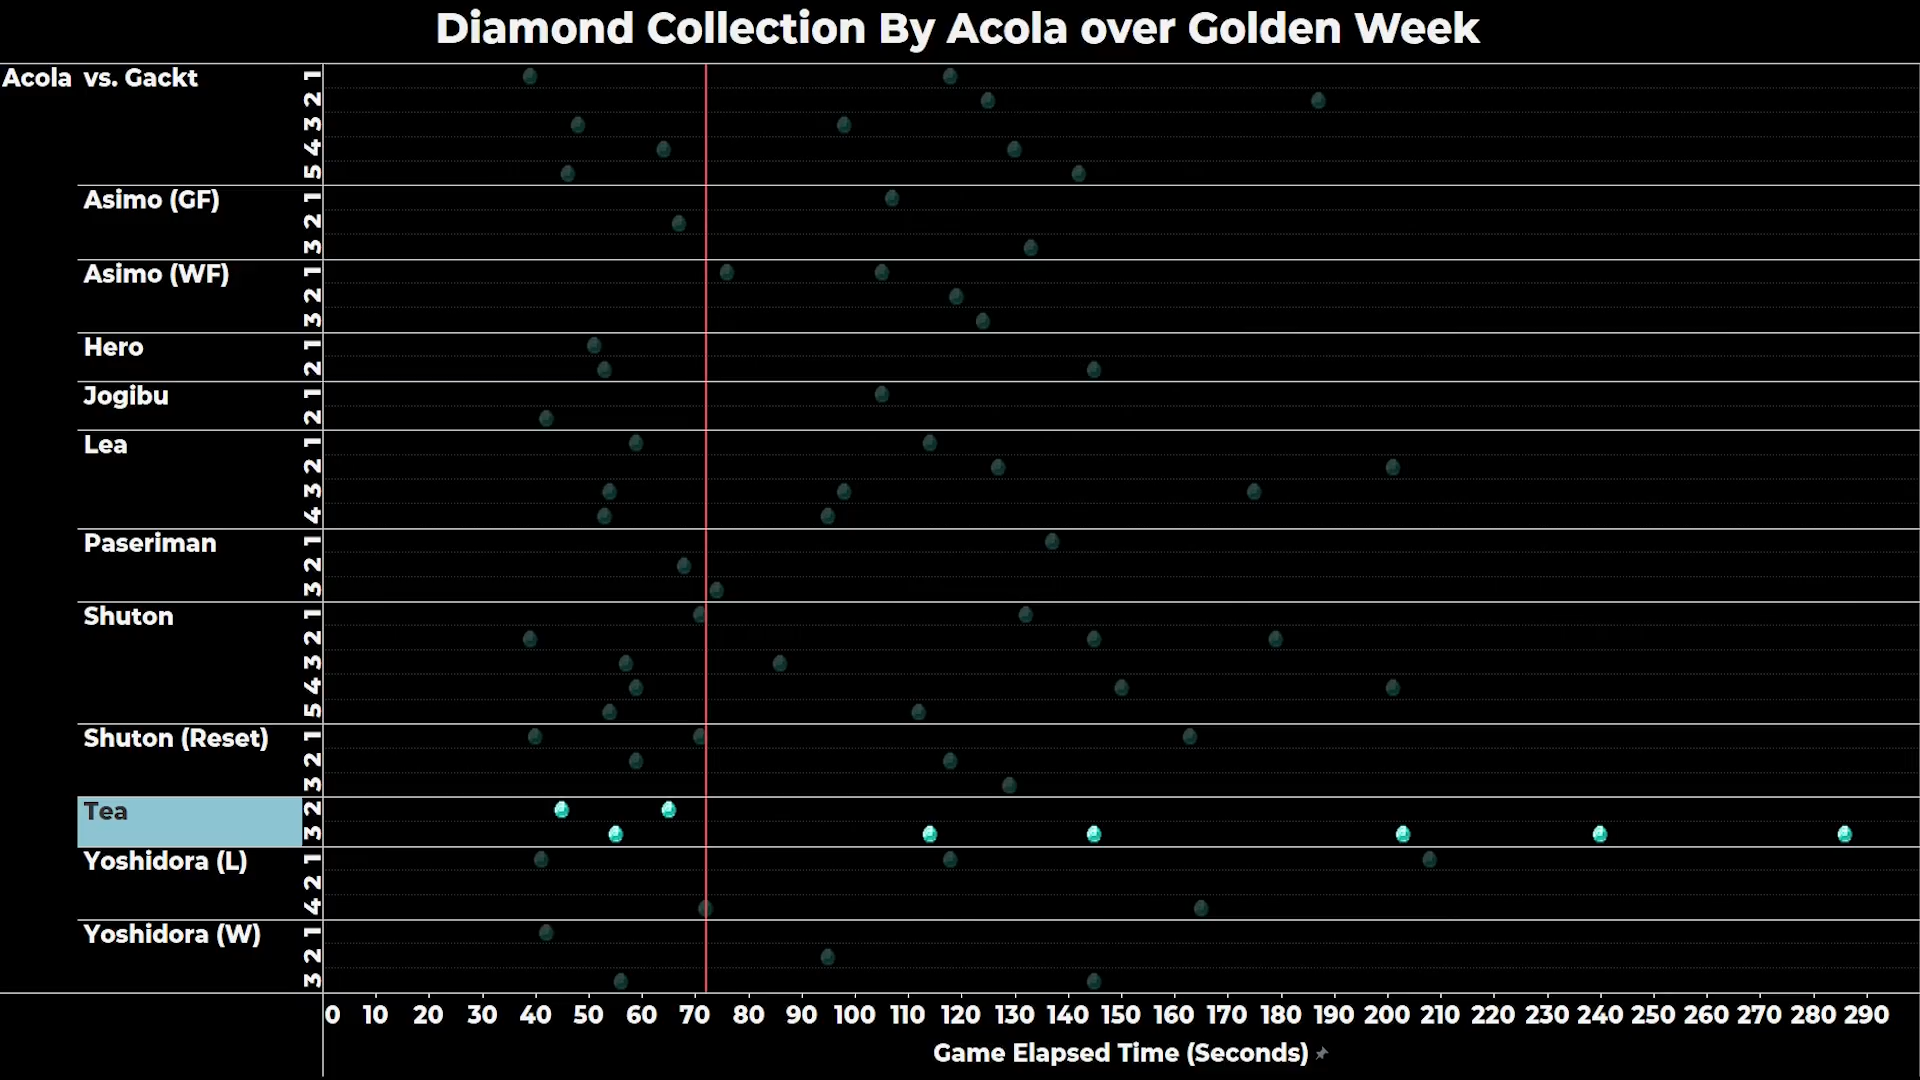 Diamond Collection By Acola over Golden Week
Acola vs. Gackt
1
2
3
4
5
Asimo (GF)
1
2
3
Asimo (WF)
1
2
3
Hero
1
2
Jogibu
1
2
Lea
1
2
3
4
Paseriman
1
2
3
Shuton
1
2
3
4
5
Shuton (Reset)
1
2
3
Tea
2
3
Yoshidora (L)
1
2
4
Yoshidora (W)
1
2
3
0 10 20 30 40 50 60 70 80 90 100 110 120 130 140 150 160 170 180 190 200 210 220 230 240 250 260 270 280 290
Game Elapsed Time (Seconds)